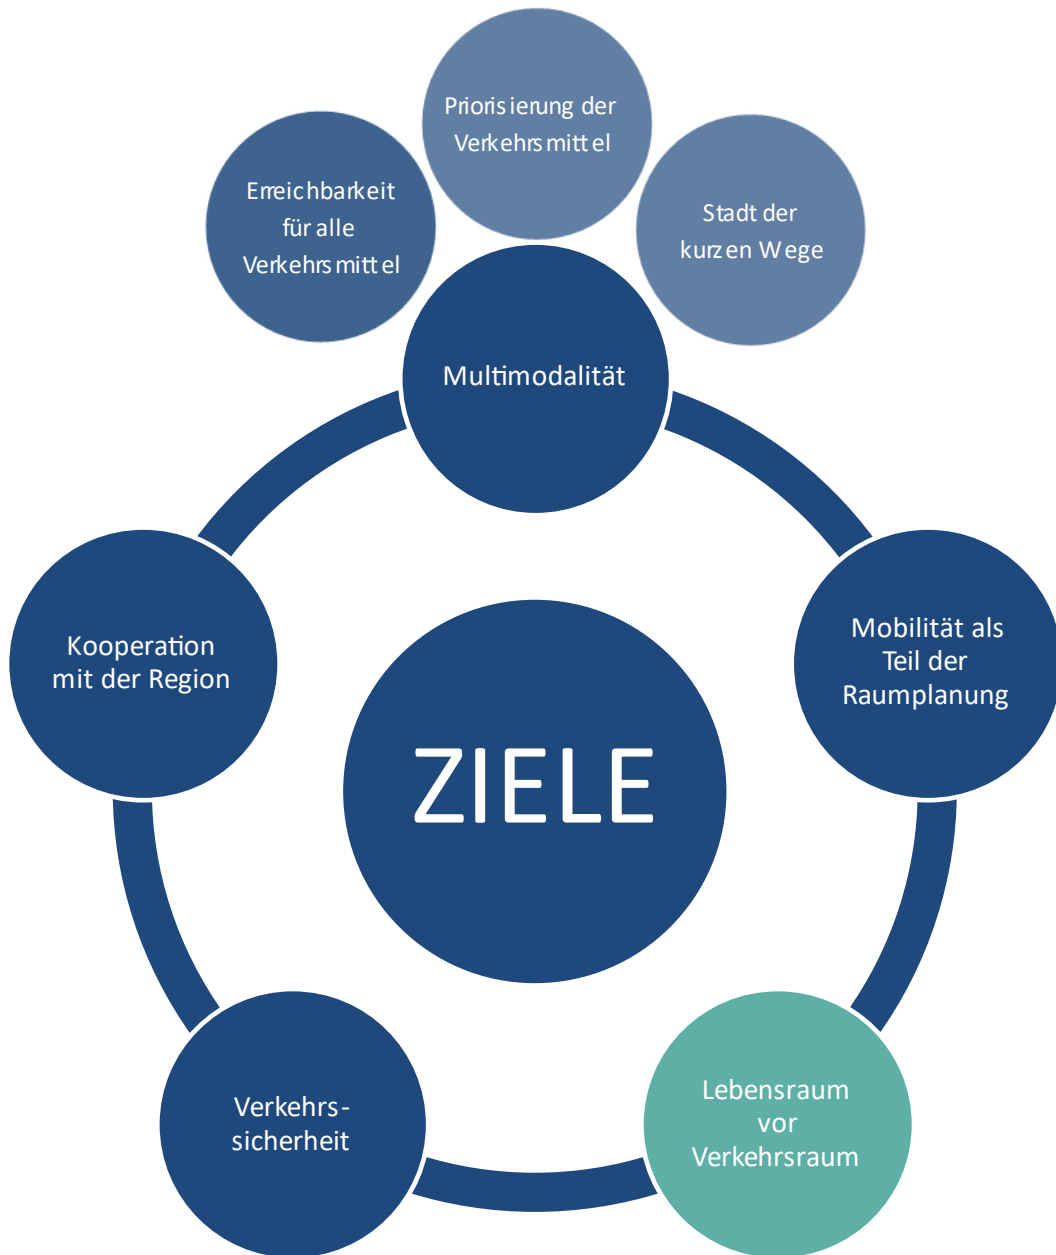 Priorisierung der
Verkehrsmittel
Erreichbarkeit
für alle
Verkehrsmittel
Stadt der
kurzen Wege
Multimodalität
Kooperation
mit der Region
Mobilität als
Teil der
Raumplanung
ZIELE
Verkehrs-
sicherheit
Lebensraum
vor
Verkehrsraum